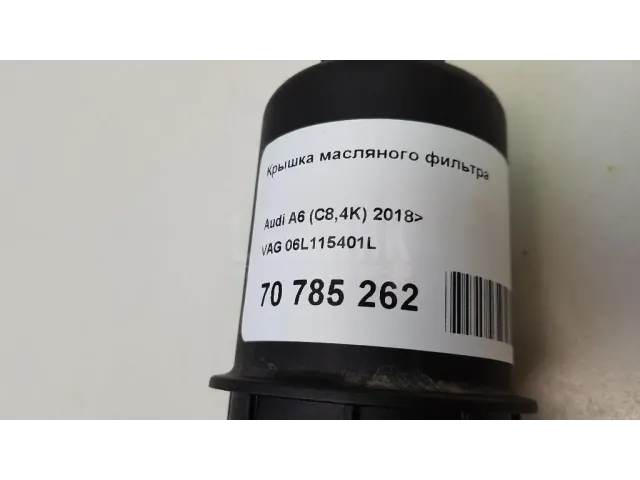 Крышка масляного фильтра
Audi A6 (C8,4K) 2018>
VAG 06L115401L
70 785 262